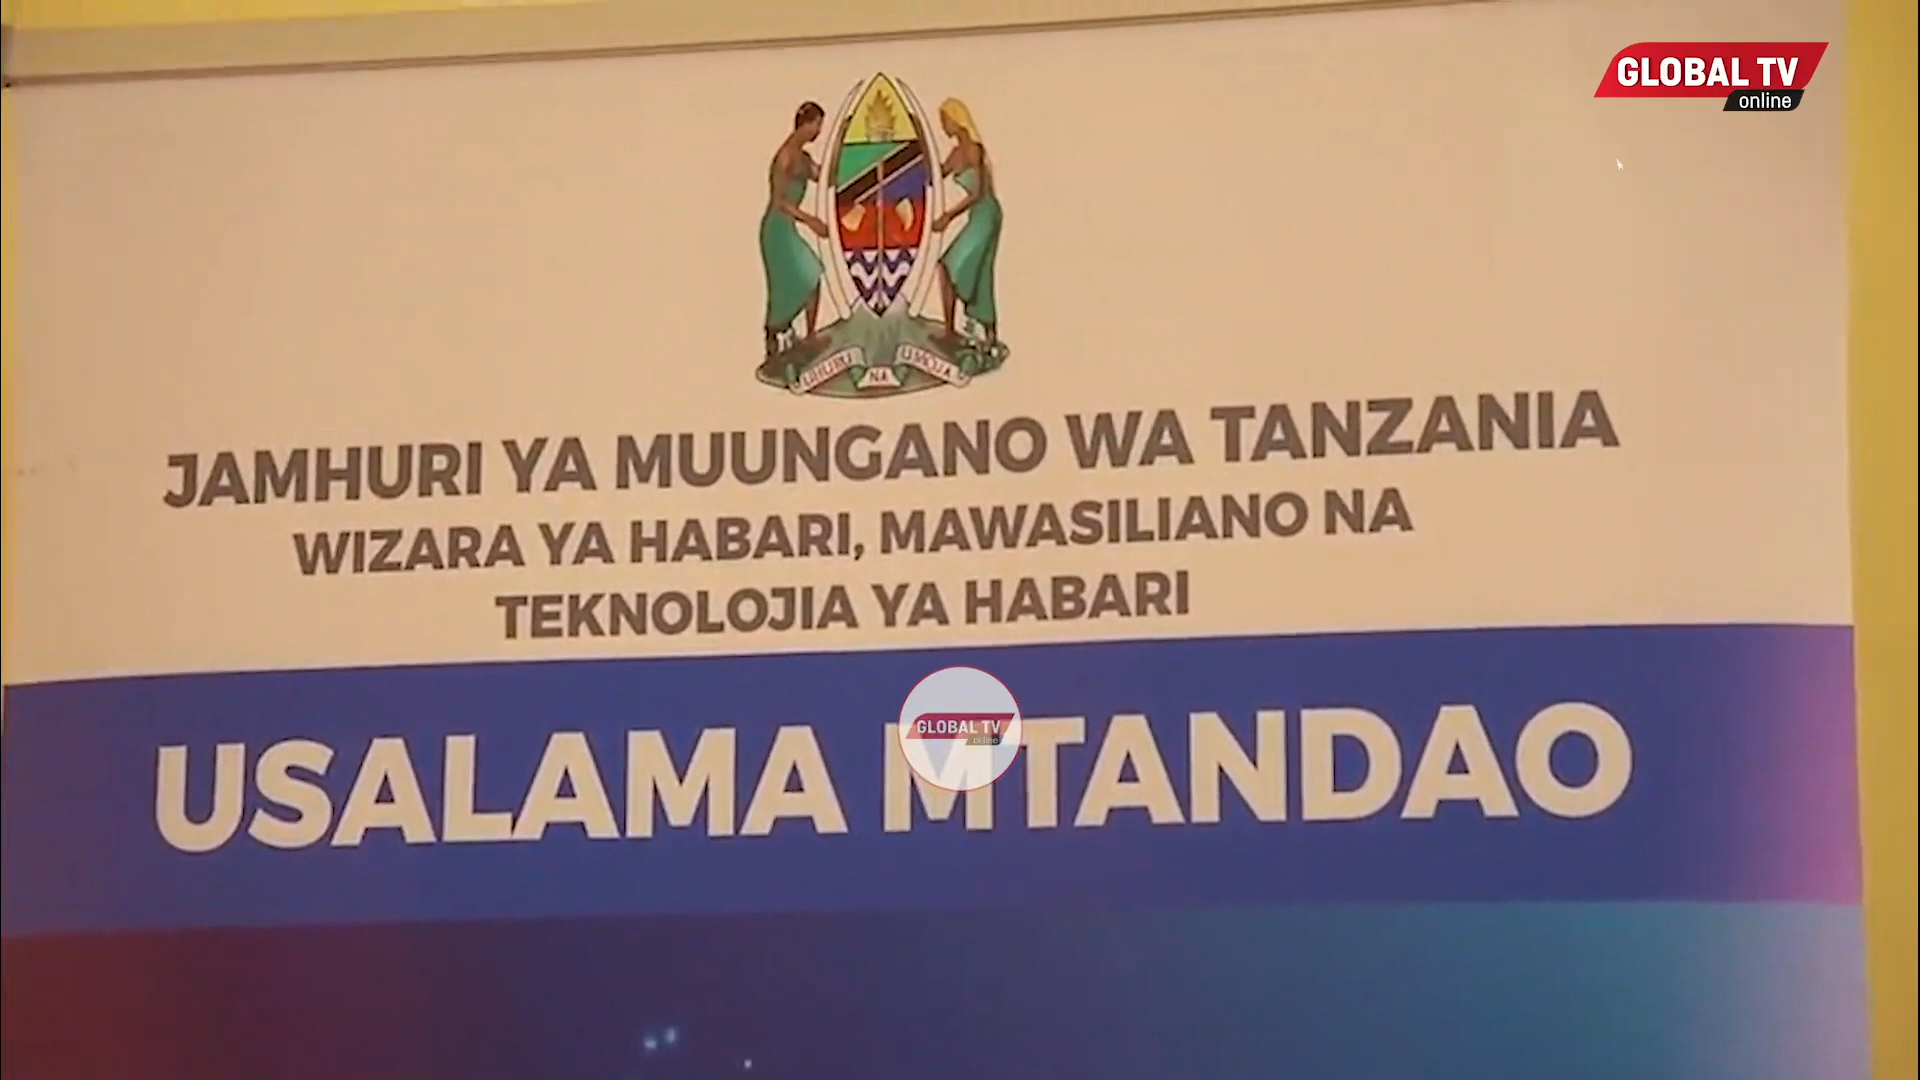 GLOBAL TV
online
UHURU NA UMOJA
JAMHURI YA MUUNGANO WA TANZANIA
WIZARA YA HABARI, MAWASILIANO NA
TEKNOLOJIA YA HABARI
USALAMA MTANDAO
GLOBAL TV
online